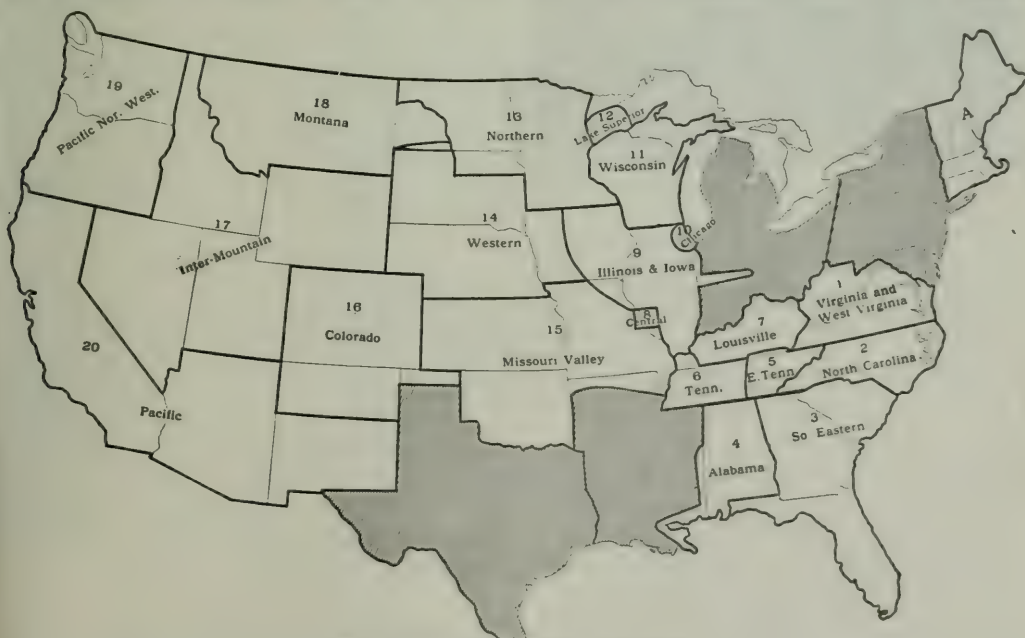 19
Pacific Nor. West.
18
Montana
13
Northern
12
Lake Superior
11
Wisconsin
A
17
Inter-Mountain
14
Western
10
Chicago
9
Illinois & Iowa
1
Virginia and
West Virginia
16
Colorado
8
Central
7
Louisville
20
Pacific
15
Missouri Valley
6
Tenn.
5
E. Tenn
2
North Carolina
3
So Eastern
4
Alabama